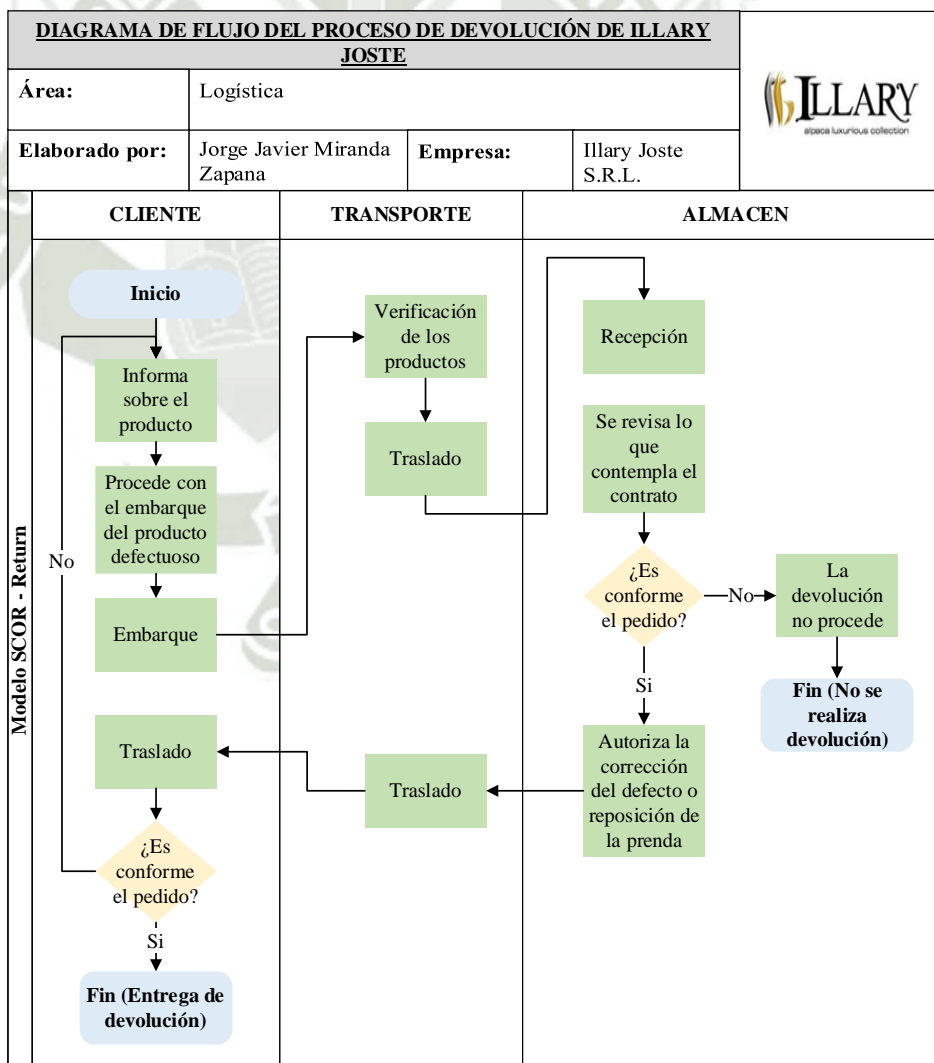 DIAGRAMA DE FLUJO DEL PROCESO DE DEVOLUCIÓN DE ILLARY
JOSTE
Área:
Logística
ILLARY
alpaca luxurious collection
Elaborado por:
Jorge Javier Miranda
Zapana
Empresa:
Illary Joste
S.R.L.
Modelo SCOR - Return
CLIENTE
TRANSPORTE
ALMACEN
Inicio
Informa
sobre el
producto
Procede con
el embarque
del producto
defectuoso
No
Embarque
Verificación
de los
productos
Traslado
Recepción
Se revisa lo
que
contempla el
contrato
¿Es
conforme
el pedido?
No
La
devolución
no procede
Fin (No se
realiza
devolución)
Si
Autoriza la
corrección
del defecto o
reposición de
la prenda
Traslado
Traslado
¿Es
conforme
el pedido?
Si
Fin (Entrega de
devolución)